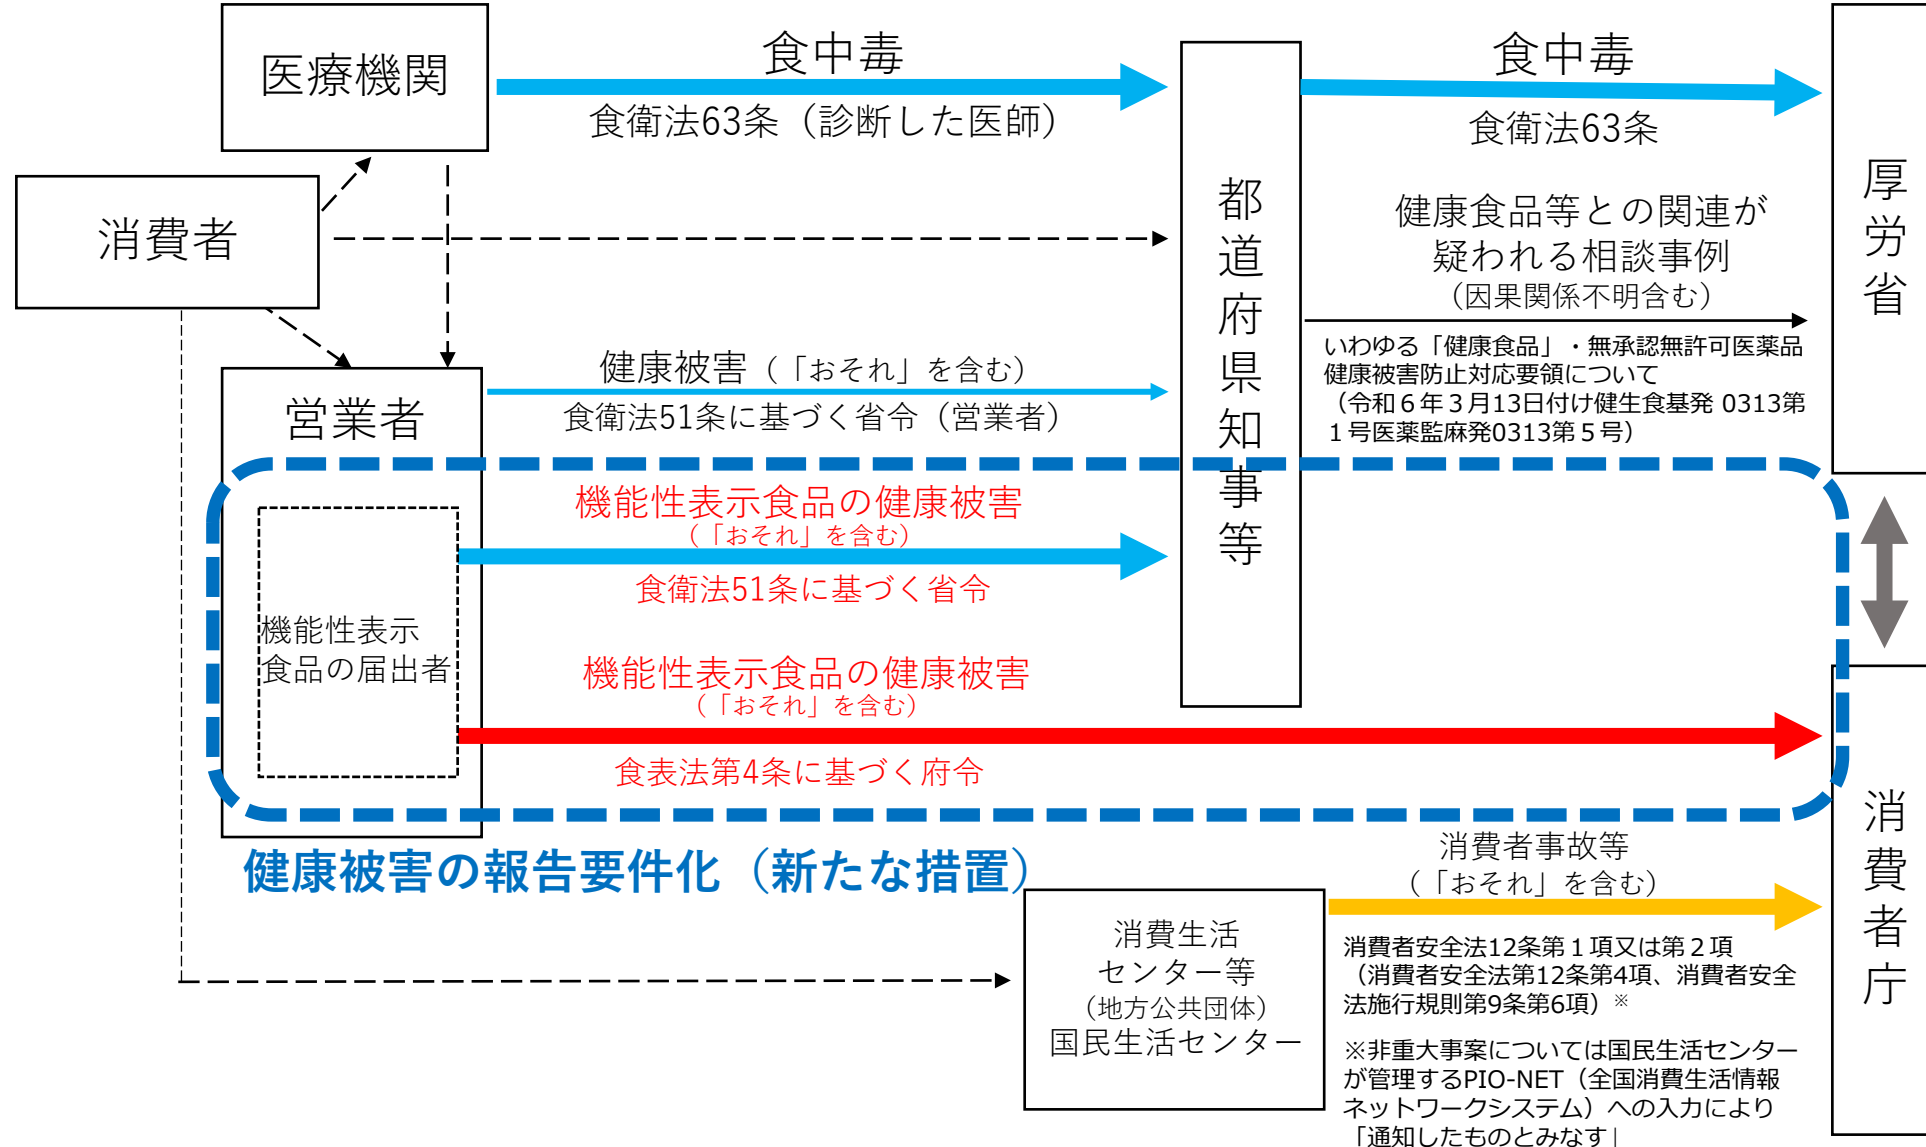 医療機関
食中毒
食衛法63条（診断した医師）
食中毒
食衛法63条
厚労省
消費者
都道府県知事等
健康食品等との関連が
疑われる相談事例
（因果関係不明含む）
いわゆる「健康食品」・無承認無許可医薬品
健康被害防止対応要領について
（令和６年３月13日付け健生食基発 0313第
１号医薬監麻発0313第５号）
営業者
健康被害（「おそれ」を含む）
食衛法51条に基づく省令（営業者）
機能性表示食品の健康被害
（「おそれ」を含む）
食衛法51条に基づく省令
機能性表示
食品の届出者
機能性表示食品の健康被害
（「おそれ」を含む）
食表法第4条に基づく府令
健康被害の報告要件化（新たな措置）
消費者庁
消費者事故等
（「おそれ」を含む）
消費生活
センター等
（地方公共団体）
国民生活センター
消費者安全法12条第１項又は第２項
（消費者安全法第12条第4項、消費者安全
法施行規則第9条第6項）※
※非重大事案については国民生活センター
が管理するPIO-NET（全国消費生活情報
ネットワークシステム）への入力により
「通知したものとみなす」